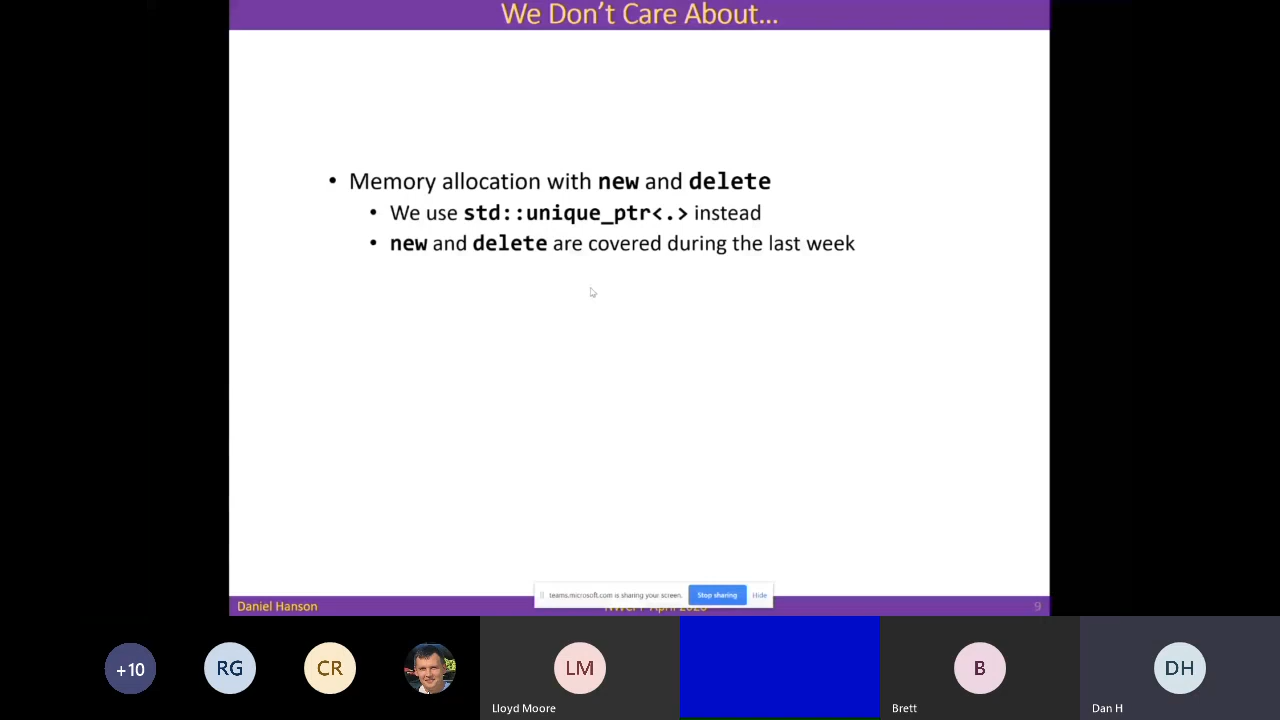 We Don't Care About…
• Memory allocation with new and delete
• We use std::unique_ptr<.> instead
• new and delete are covered during the last week
teams.microsoft.com is sharing your screen.
Stop sharing
Hide
Daniel Hanson
9
+10
RG
CR
LM
B
DH
Lloyd Moore
Brett
Dan H